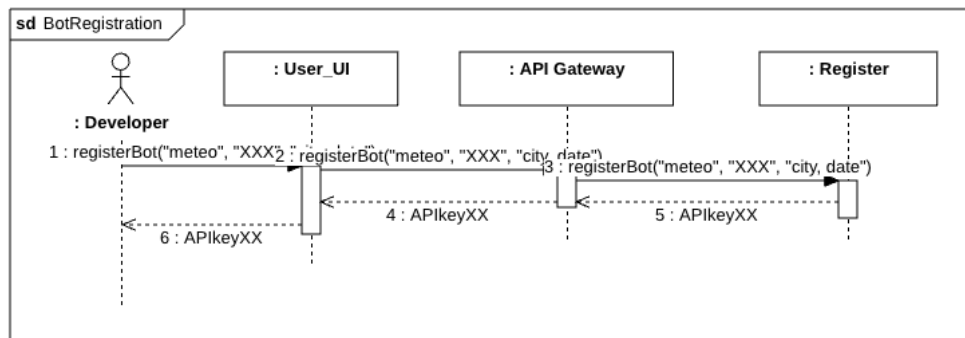 sd BotRegistration
: User_UI
: API Gateway
: Register
: Developer
1 : registerBot("meteo", "XXX"
2 : registerBot("meteo", "XXX", "city, date")
3 : registerBot("meteo", "XXX", "city, date")
4 : APIkeyXX
5 : APIkeyXX
6 : APIkeyXX